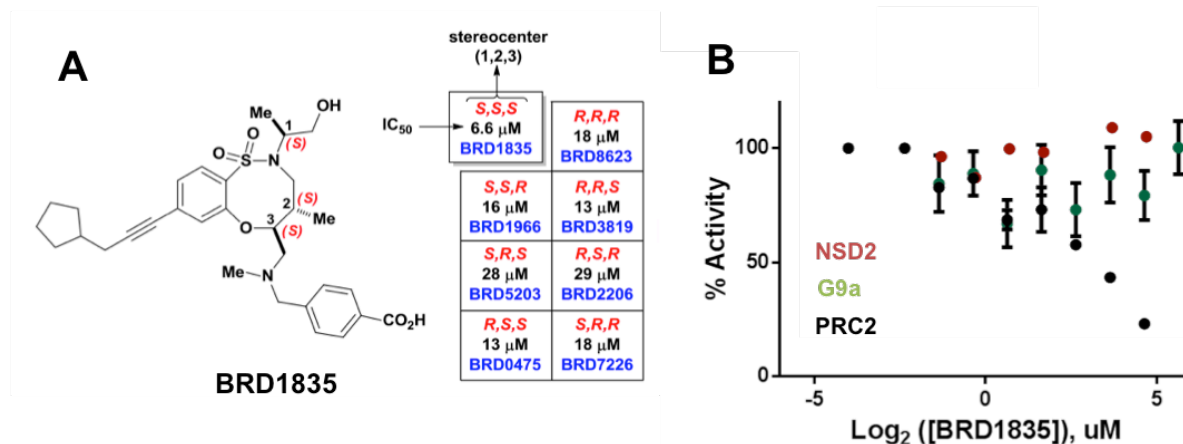 A
stereocenter
(1,2,3)
IC50
S,S,S
6.6 μM
BRD1835
R,R,R
18 μM
BRD8623
S,S,R
16 μM
BRD1966
R,R,S
13 μM
BRD3819
S,R,S
28 μM
BRD5203
R,S,R
29 μM
BRD2206
R,S,S
13 μM
BRD0475
S,R,R
18 μM
BRD7226
Me
OH
1
(S)
O
O
S
N
2
(S)
Me
3
(S)
O
Me
N
CO2H
BRD1835
B
% Activity
100
50
0
NSD2
G9a
PRC2
-5
0
5
Log2 ([BRD1835]), uM